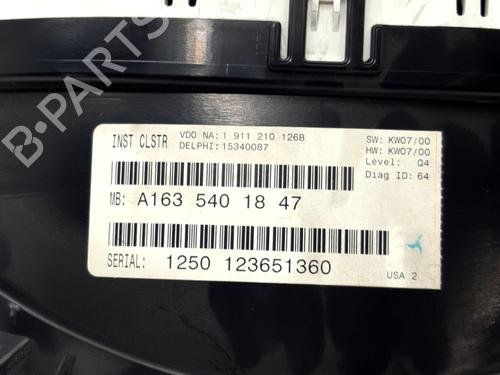 INST CLSTR
VDO NA: 1 911 210 126B
DELPHI: 15340087
SW: KW07/00
HW: KW07/00
Level: Q4
Diag ID: 64
MB: A163 540 18 47
SERIAL: 1250 123651360
USA 2
B-PARTS